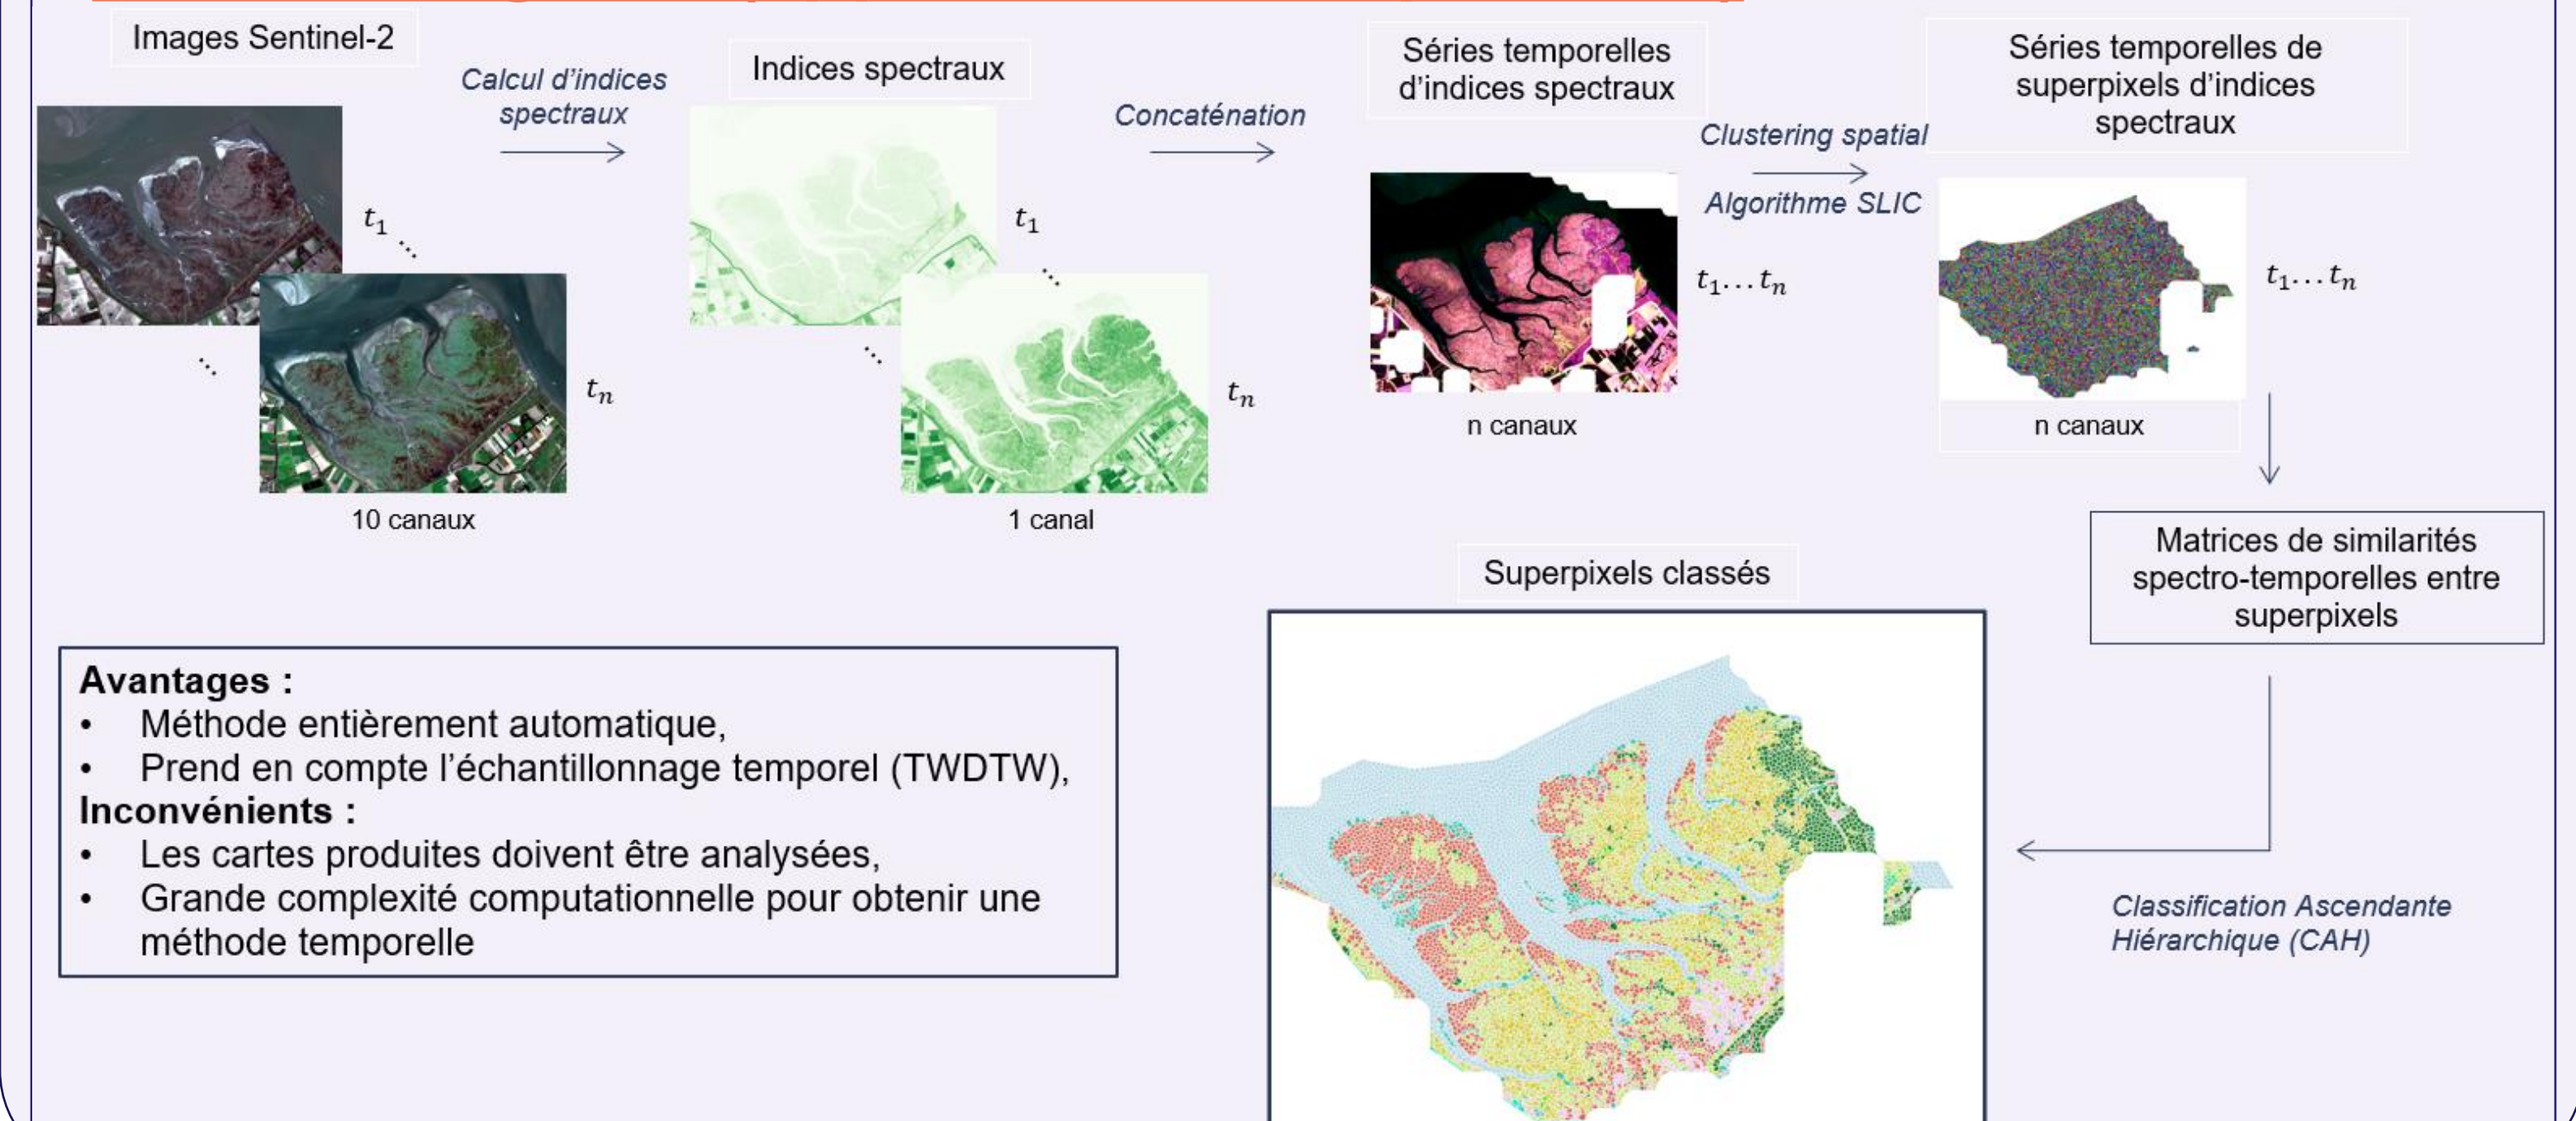 Images Sentinel-2
Calcul d’indices
spectraux
Indices spectraux
Concaténation
Séries temporelles
d’indices spectraux
Clustering spatial
Algorithme SLIC
Séries temporelles de
superpixels d’indices
spectraux
t₁
...
...
tₙ
10 canaux
t₁
...
...
tₙ
1 canal
t₁...tₙ
n canaux
t₁...tₙ
n canaux
Matrices de similarités
spectro-temporelles entre
superpixels
Classification Ascendante
Hiérarchique (CAH)
Superpixels classés
Avantages :
• Méthode entièrement automatique,
• Prend en compte l’échantillonnage temporel (TWDTW),
Inconvénients :
• Les cartes produites doivent être analysées,
• Grande complexité computationnelle pour obtenir une
méthode temporelle